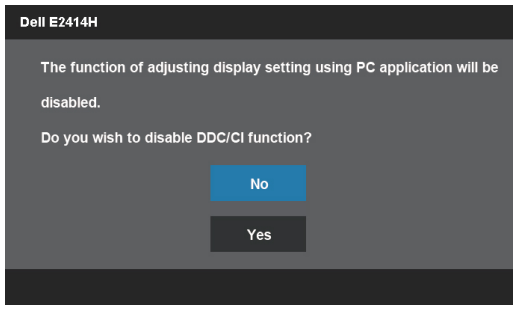 Dell E2414H
The function of adjusting display setting using PC application will be
disabled.
Do you wish to disable DDC/CI function?
No
Yes